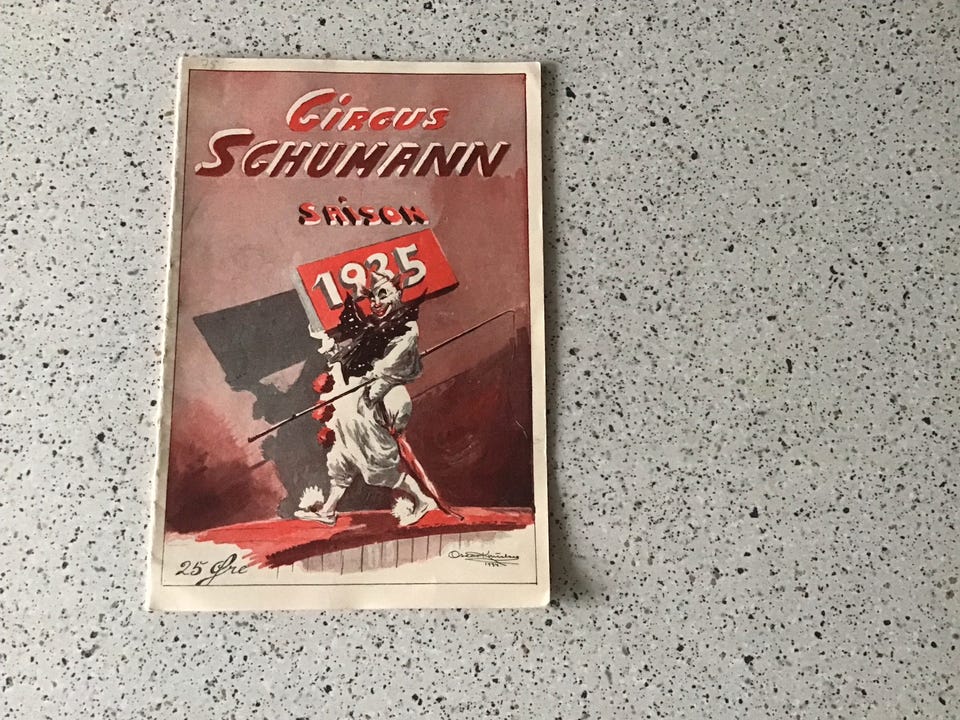 CIRCUS
SCHUMANN
SAISON
1935
25 Øre